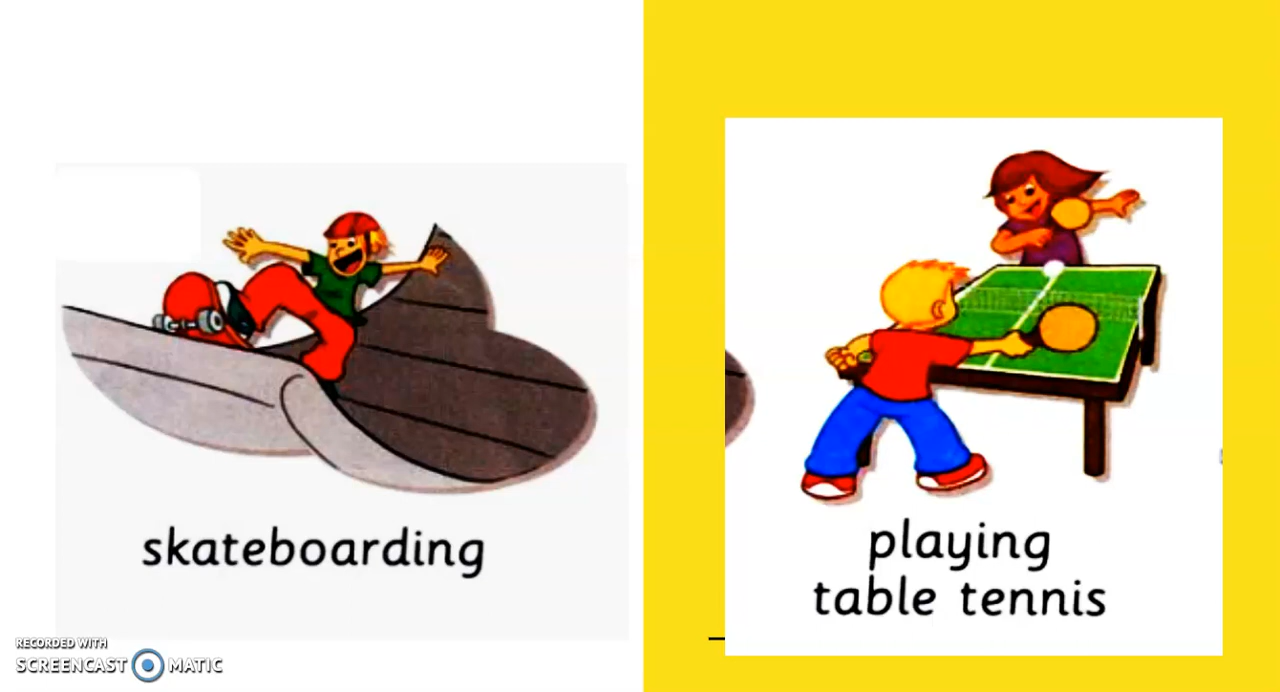 skateboarding
playing
table tennis
RECORDED WITH
SCREENCAST MATIC